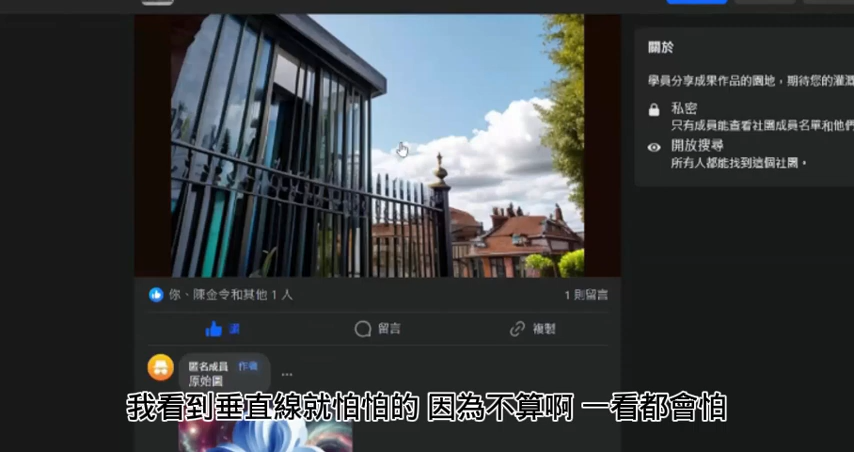 關於
學員分享成果作品的園地，期待您的灌溉
私密
只有成員能查看社團成員名單和他們
開放搜尋
所有人都能找到這個社團。
你、陳金令和其他 1 人
1 則留言
讚
留言
複製
匿名成員 作者
原始圖
我看到垂直線就怕怕的 因為不算啊 一看都會怕